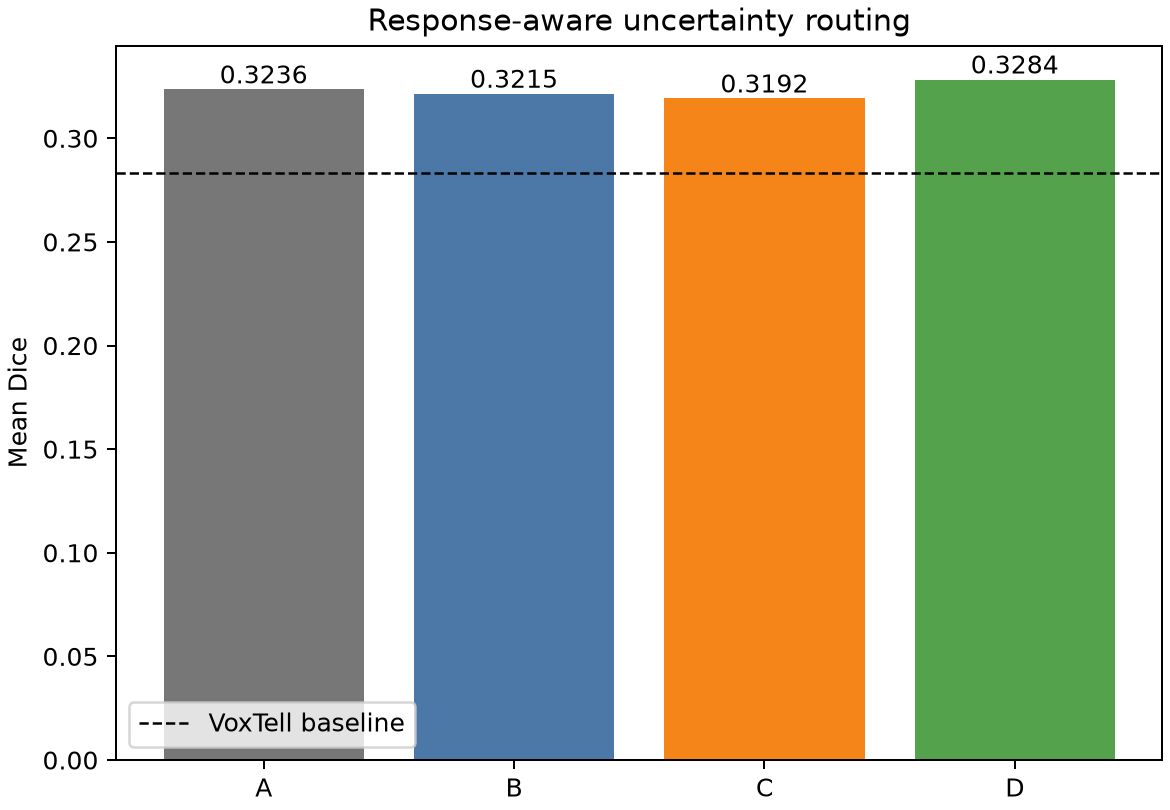 Response-aware uncertainty routing
0.3236
0.3215
0.3192
0.3284
0.30
0.25
0.20
0.15
0.10
0.05
0.00
Mean Dice
VoxTell baseline
A
B
C
D